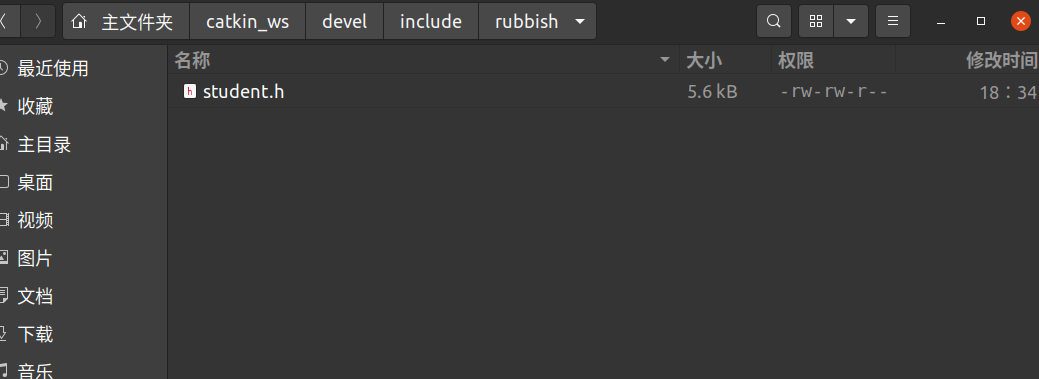 主文件夹 catkin_ws devel include rubbish
名称 大小 权限 修改时间
student.h 5.6 kB -rw-rw-r-- 18：34
最近使用
收藏
主目录
桌面
视频
图片
文档
下载
音乐